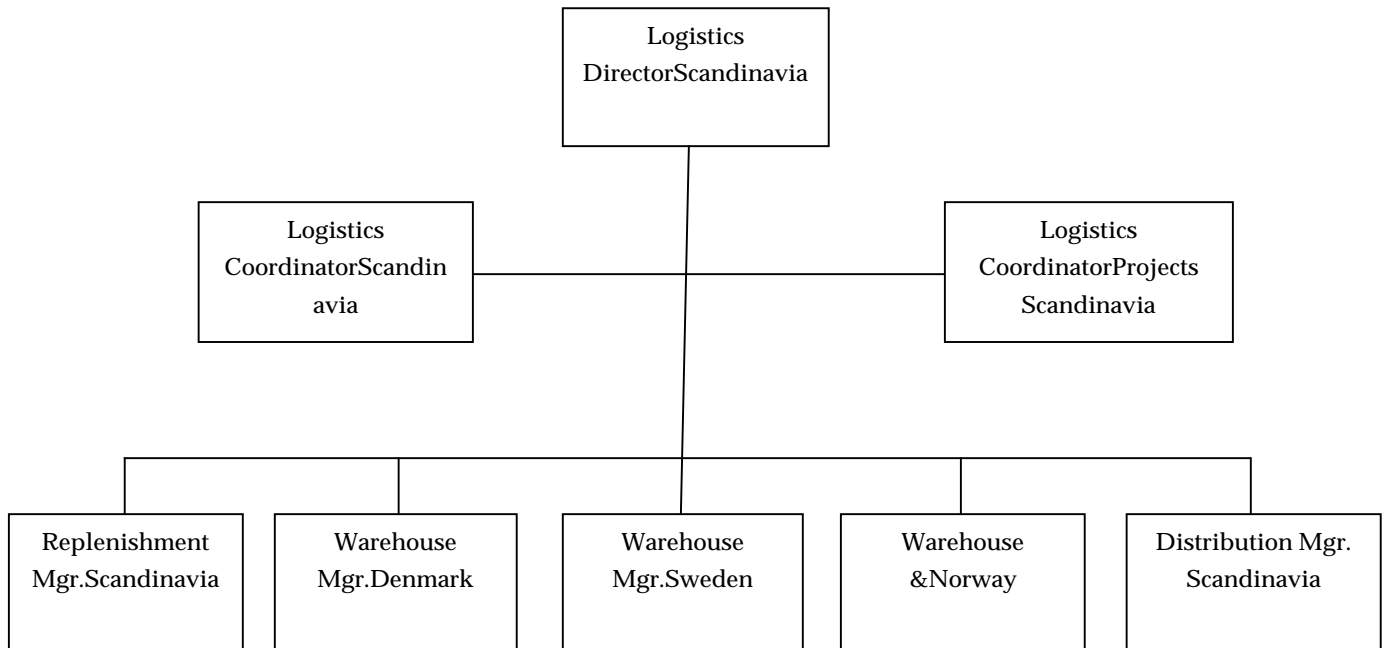 Logistics
DirectorScandinavia
Logistics
CoordinatorScandin
avia
Logistics
CoordinatorProjects
Scandinavia
Replenishment
Mgr.Scandinavia
Warehouse
Mgr.Denmark
Warehouse
Mgr.Sweden
Warehouse
&Norway
Distribution Mgr.
Scandinavia